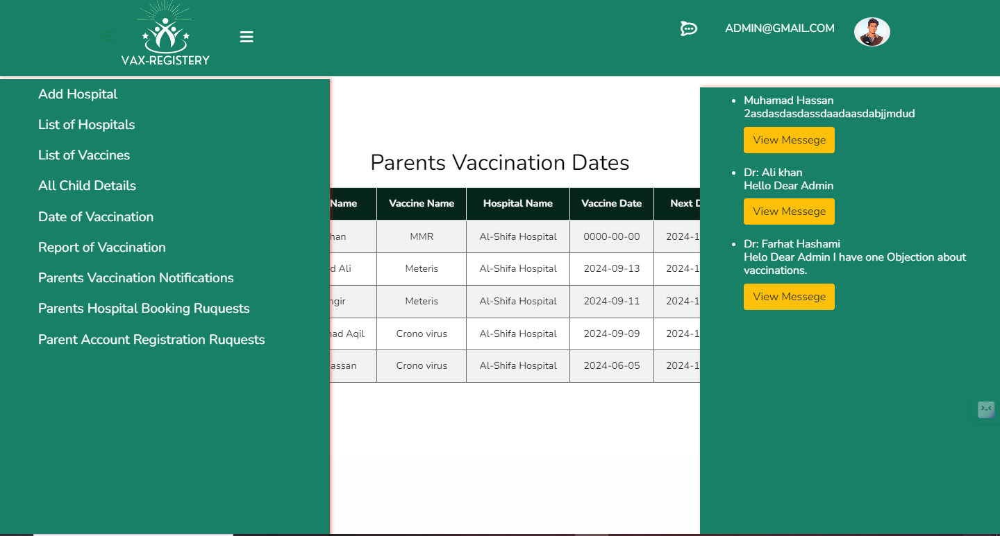 VAX-REGISTERY
ADMIN@GMAIL.COM
Add Hospital
List of Hospitals
List of Vaccines
All Child Details
Date of Vaccination
Report of Vaccination
Parents Vaccination Notifications
Parents Hospital Booking Ruquests
Parent Account Registration Ruquests
Parents Vaccination Dates
Name Vaccine Name Hospital Name Vaccine Date Next D
han MMR Al-Shifa Hospital 0000-00-00 2024-1
d Ali Meteris Al-Shifa Hospital 2024-09-13 2024-1
ngir Meteris Al-Shifa Hospital 2024-09-11 2024-1
nad Aqil Crono virus Al-Shifa Hospital 2024-09-09 2024-1
assan Crono virus Al-Shifa Hospital 2024-06-05 2024-1
Muhamad Hassan
2asdasdasdassdaadaasdabjjmdud
View Messege
Dr: Ali khan
Hello Dear Admin
View Messege
Dr: Farhat Hashami
Helo Dear Admin I have one Objection about
vaccinations.
View Messege